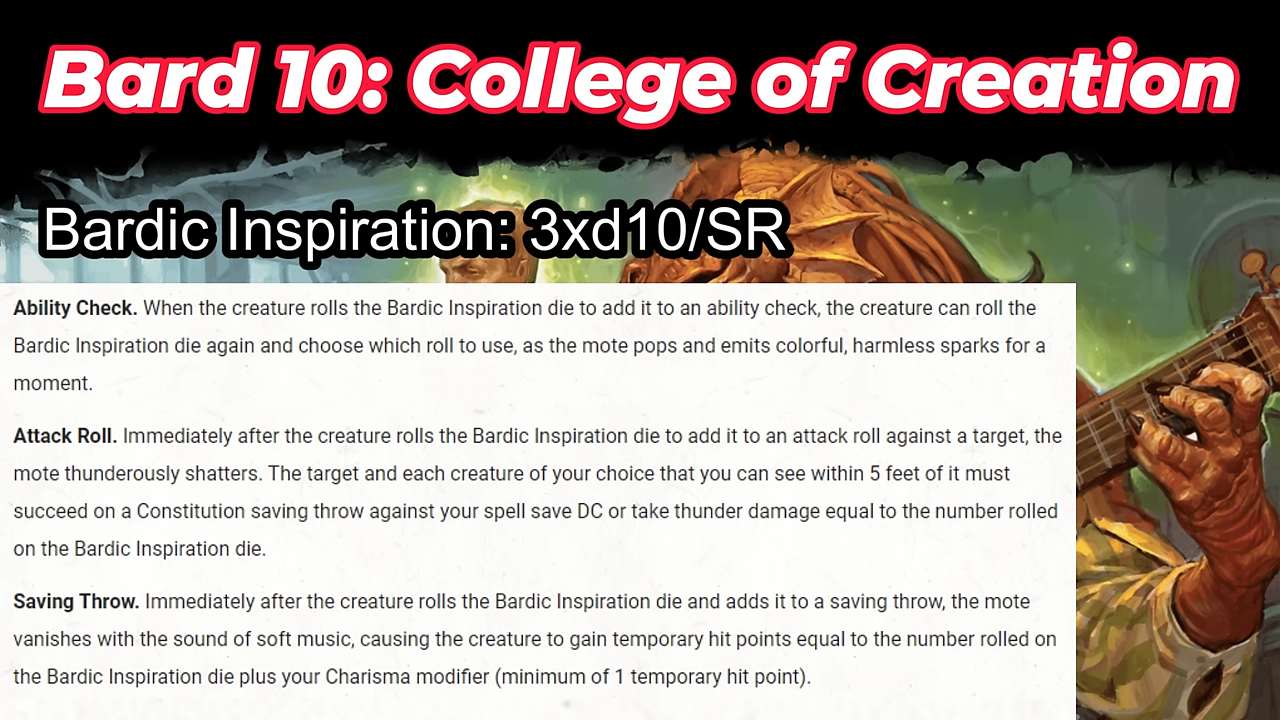 Bard 10: College of Creation
Bardic Inspiration: 3xd10/SR
Ability Check. When the creature rolls the Bardic Inspiration die to add it to an ability check, the creature can roll the
Bardic Inspiration die again and choose which roll to use, as the mote pops and emits colorful, harmless sparks for a
moment.
Attack Roll. Immediately after the creature rolls the Bardic Inspiration die to add it to an attack roll against a target, the
mote thunderously shatters. The target and each creature of your choice that you can see within 5 feet of it must
succeed on a Constitution saving throw against your spell save DC or take thunder damage equal to the number rolled
on the Bardic Inspiration die.
Saving Throw. Immediately after the creature rolls the Bardic Inspiration die and adds it to a saving throw, the mote
vanishes with the sound of soft music, causing the creature to gain temporary hit points equal to the number rolled on
the Bardic Inspiration die plus your Charisma modifier (minimum of 1 temporary hit point).